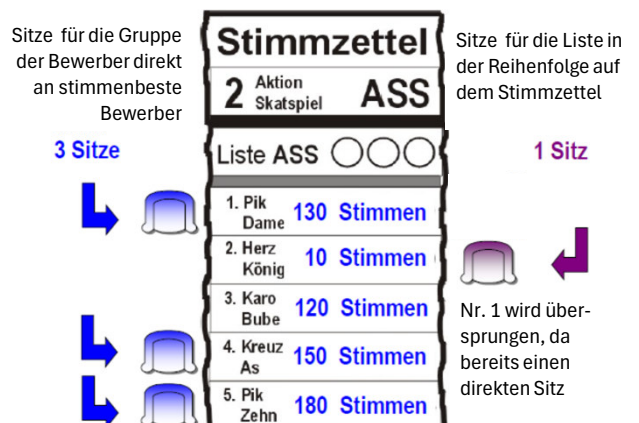 Sitze für die Gruppe
der Bewerber direkt
an stimmenbeste
Bewerber
3 Sitze
Stimmzettel
2 Aktion
Skatspiel ASS
Liste ASS
1. Pik
Dame 130 Stimmen
2. Herz
König 10 Stimmen
3. Karo
Bube 120 Stimmen
4. Kreuz
As 150 Stimmen
5. Pik
Zehn 180 Stimmen
Sitze für die Liste in
der Reihenfolge auf
dem Stimmzettel
1 Sitz
Nr. 1 wird über-
sprungen, da
bereits einen
direkten Sitz